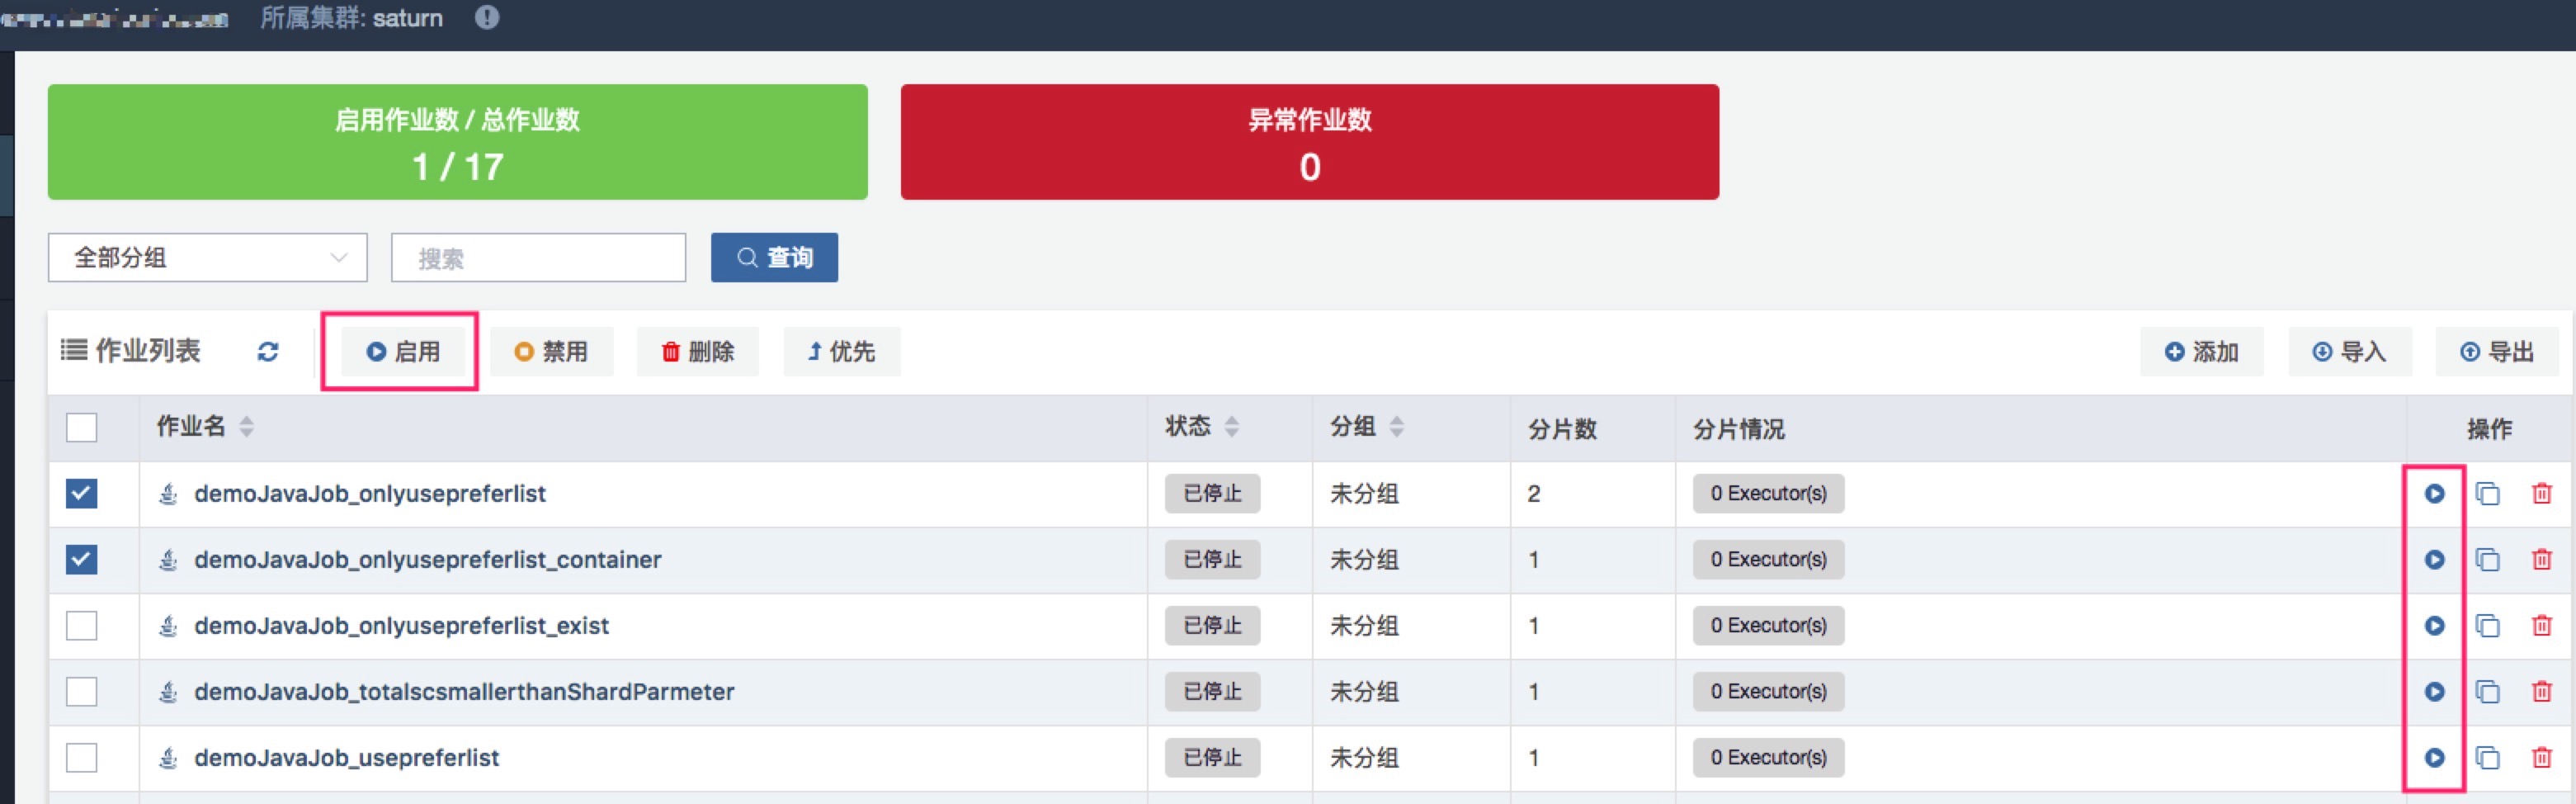 所属集群: saturn
启用作业数 / 总作业数
1 / 17
异常作业数
0
全部分组
搜索
查询
作业列表 启用 禁用 删除 优先 添加 导入 导出
作业名 状态 分组 分片数 分片情况 操作
demoJavaJob_onlyusepreferlist 已停止 未分组 2 0 Executor(s)
demoJavaJob_onlyusepreferlist_container 已停止 未分组 1 0 Executor(s)
demoJavaJob_onlyusepreferlist_exist 已停止 未分组 1 0 Executor(s)
demoJavaJob_totalscsmallerthanShardParmeter 已停止 未分组 1 0 Executor(s)
demoJavaJob_usepreferlist 已停止 未分组 1 0 Executor(s)